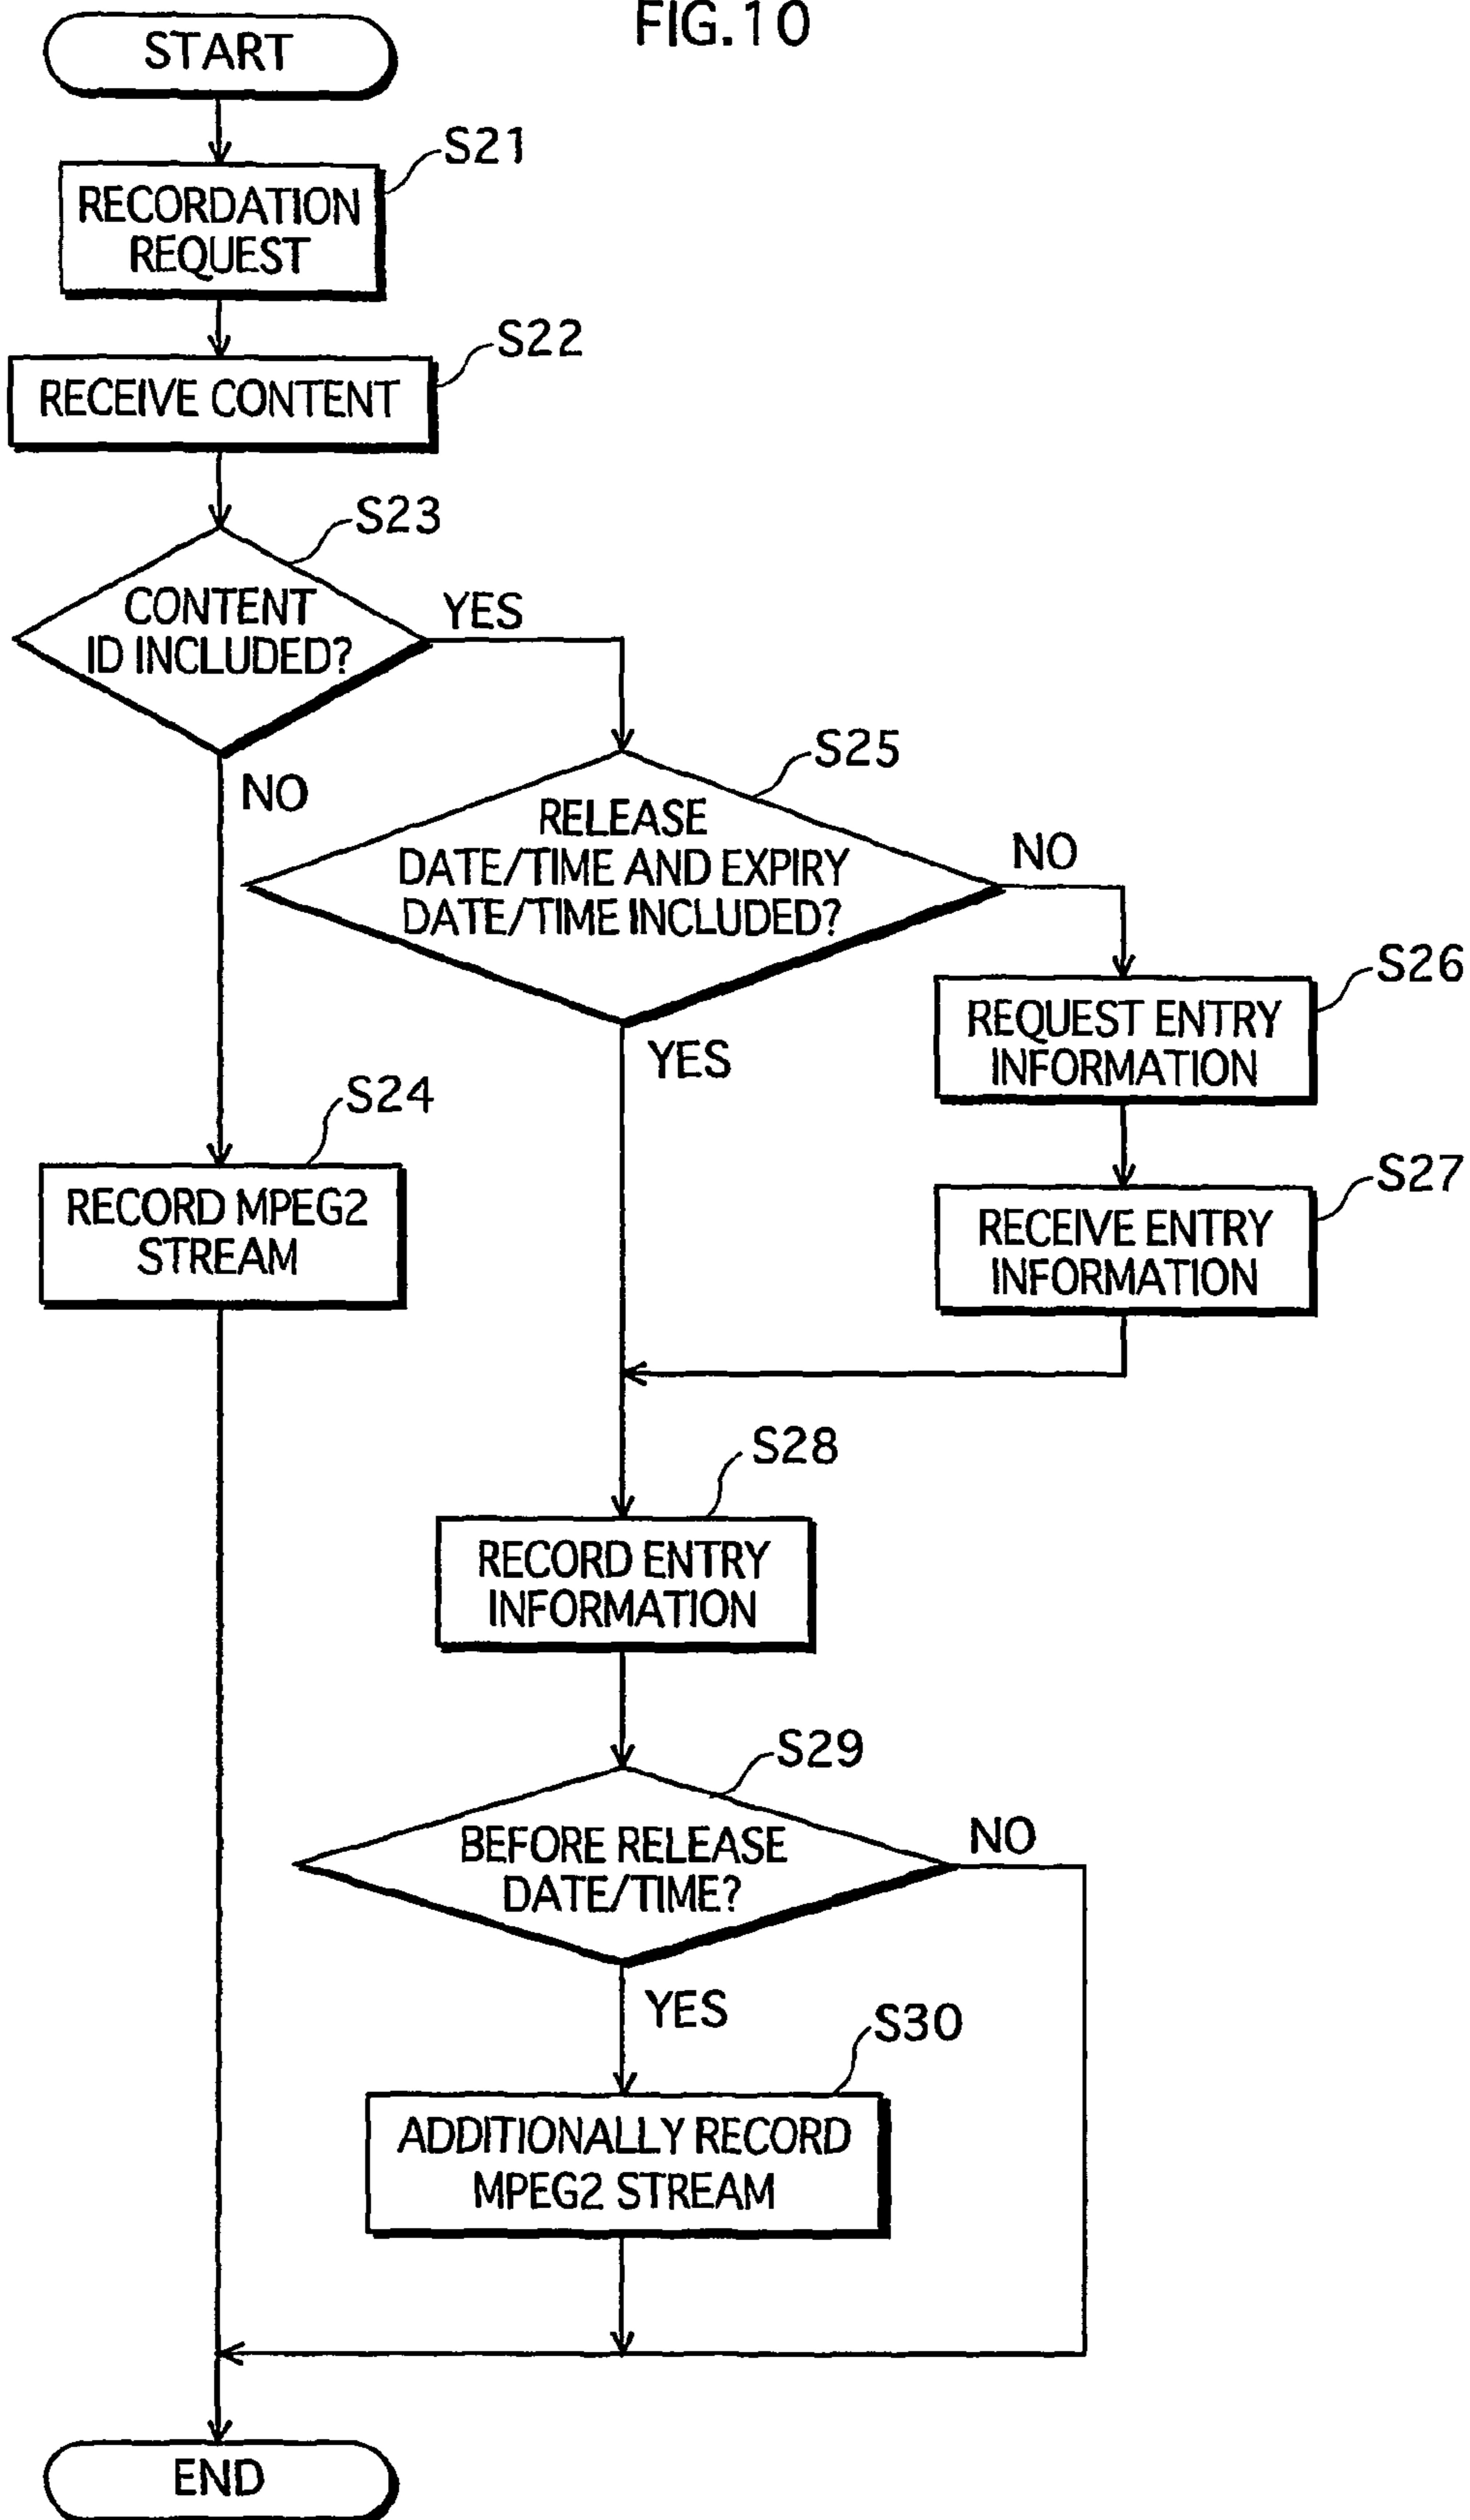 FIG.10
START
S21
RECORDATION
REQUEST
S22
RECEIVE CONTENT
S23
CONTENT
ID INCLUDED?
YES
NO
S25
RELEASE
DATE/TIME AND EXPIRY
DATE/TIME INCLUDED?
NO
YES
S26
REQUEST ENTRY
INFORMATION
S24
RECORD MPEG2
STREAM
S27
RECEIVE ENTRY
INFORMATION
S28
RECORD ENTRY
INFORMATION
S29
BEFORE RELEASE
DATE/TIME?
NO
YES
S30
ADDITIONALLY RECORD
MPEG2 STREAM
END